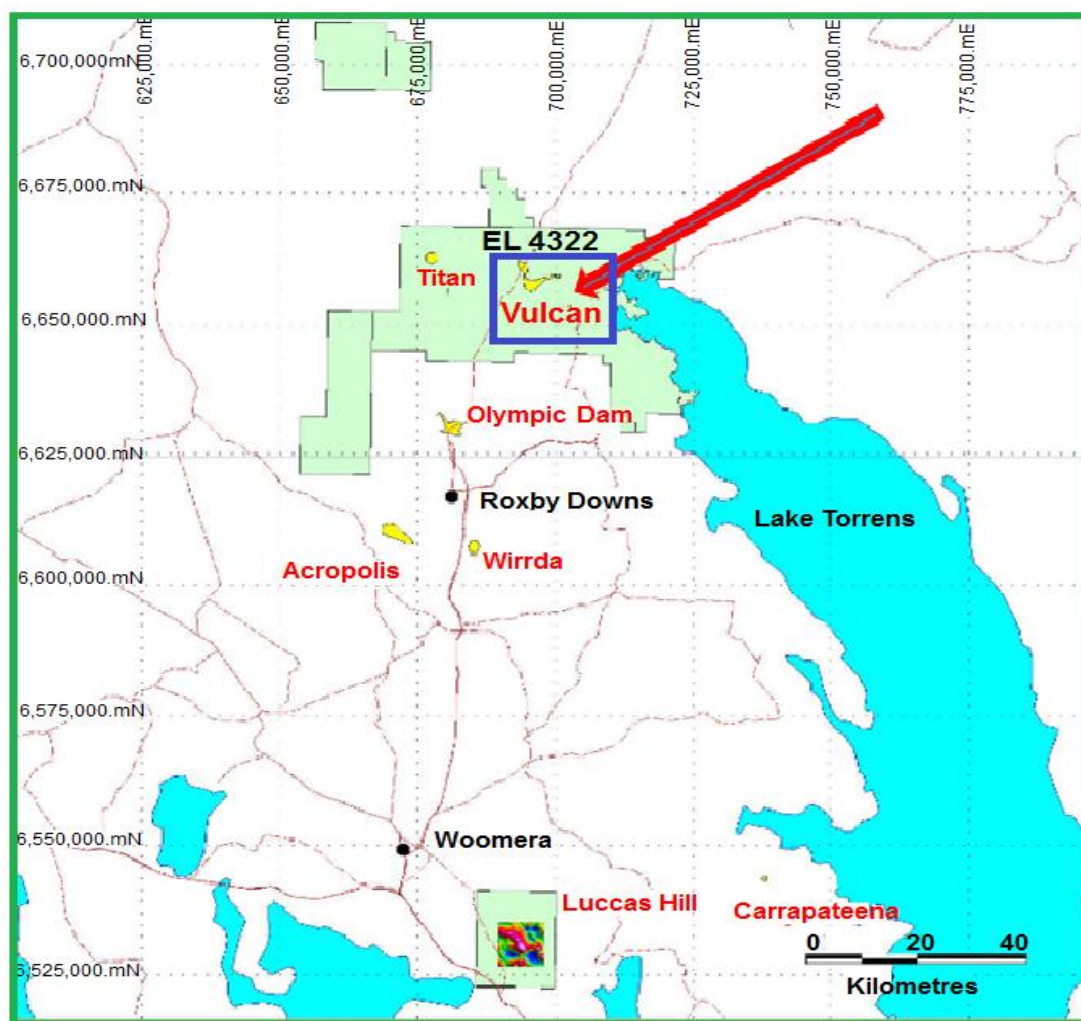 625,000.mE
650,000.mE
675,000.mE
700,000.mE
725,000.mE
750,000.mE
775,000.mE
6,700,000mN
6,675,000.mN
EL 4322
Titan
Vulcan
6,650,000.mN
Olympic Dam
6,625,000.mN
Roxby Downs
Lake Torrens
Wirrda
Acropolis
6,600,000.mN
6,575,000.mN
6,550,000.mN
Woomera
Luccas Hill
Carrapateena
0 20 40
Kilometres
6,525,000.mN